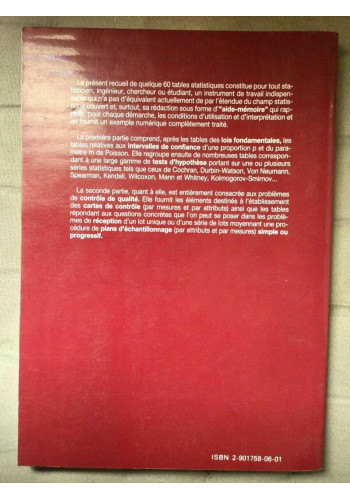 Le présent recueil de quelque 60 tables statistiques constitue pour tout sta-
tisticien, ingénieur, chercheur ou étudiant, un instrument de travail indispen-
sable qui n'a pas d'équivalent actuellement de par l'étendue du champ statis-
tique couvert et, surtout, sa rédaction sous forme d'"aide-mémoire" qui rap-
pelle, pour chaque démarche, les conditions d'utilisation et d'interprétation et
en fournit un exemple numérique complètement traité.
La première partie comprend, après les tables des lois fondamentales, les
tables relatives aux intervalles de confiance d'une proportion p et du para-
mètre m de Poisson. Elle regroupe ensuite de nombreuses tables correspon-
dant à une large gamme de tests d'hypothèse portant sur une ou plusieurs
séries statistiques tels que ceux de Cochran, Durbin, Watson, Von Neumann,
Spearman, Kendall, Wilcoxon, Mann et Whitney, Kolmogorov-Smirnov...
La seconde partie, quant à elle, est entièrement consacrée aux problèmes
de contrôle de qualité. Elle fournit les éléments destinés à l'établissement
des cartes de contrôle (par mesures et par attributs) ainsi que les tables
répondant aux questions concrètes que l'on peut se poser dans les problè-
mes de réception d'un lot unique ou d'une série de lots moyennant une pro-
cédure de plans d'échantillonnage (par attributs et par mesures) simple ou
progressif.
ISBN 2-901758-06-01